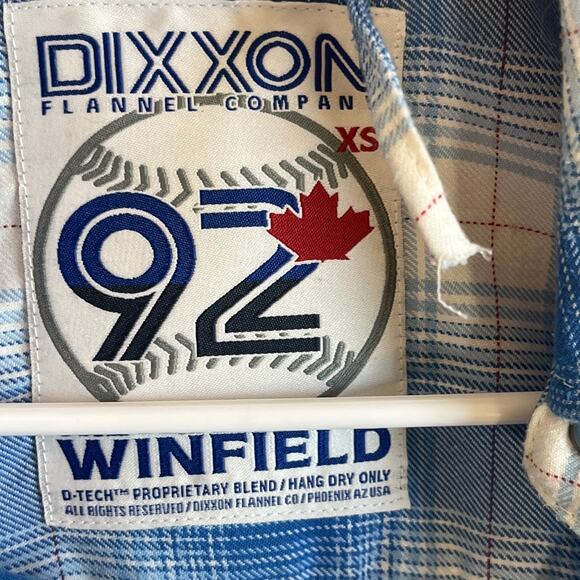 DIXXON
FLANNEL COMPAN
XS
92
WINFIELD
D-TECH™ PROPRIETARY BLEND / HANG DRY ONLY
ALL RIGHTS RESERVED / DIXXON FLANNEL CO / PHOENIX AZ USA